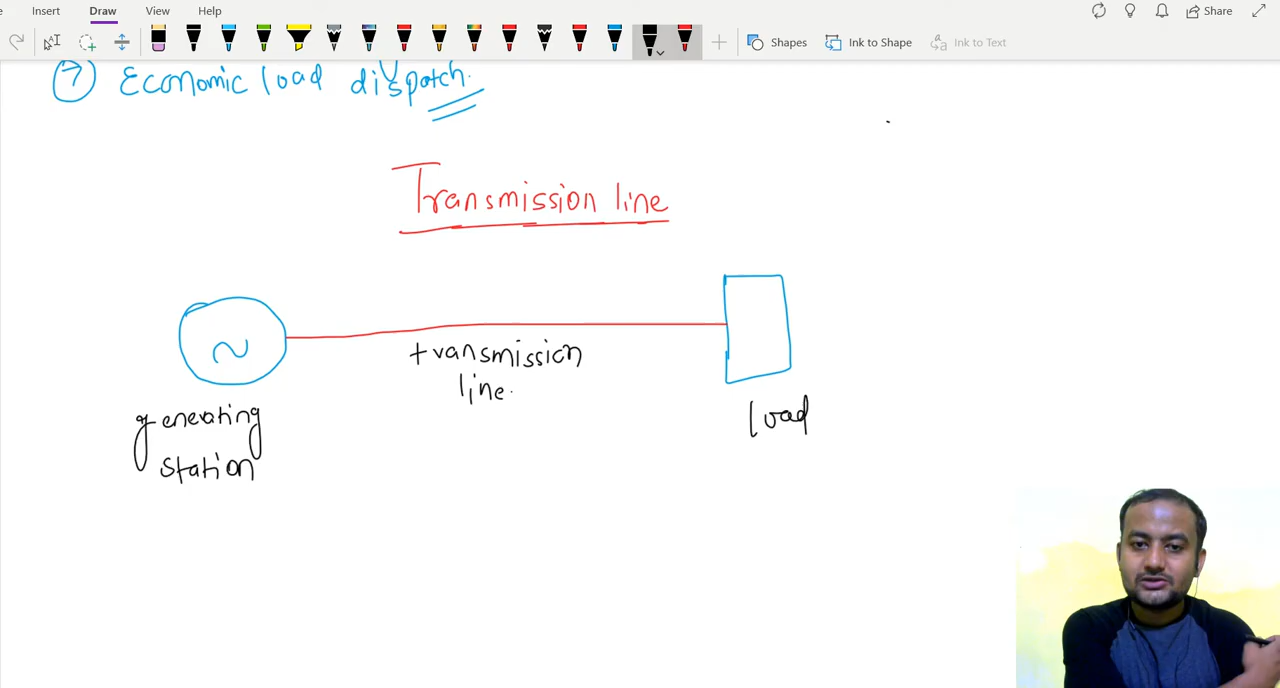 Insert Draw View Help
Share
Shapes Ink to Shape Ink to Text
7 Economic load dispatch.
Transmission line
transmission
line.
generating
station
load